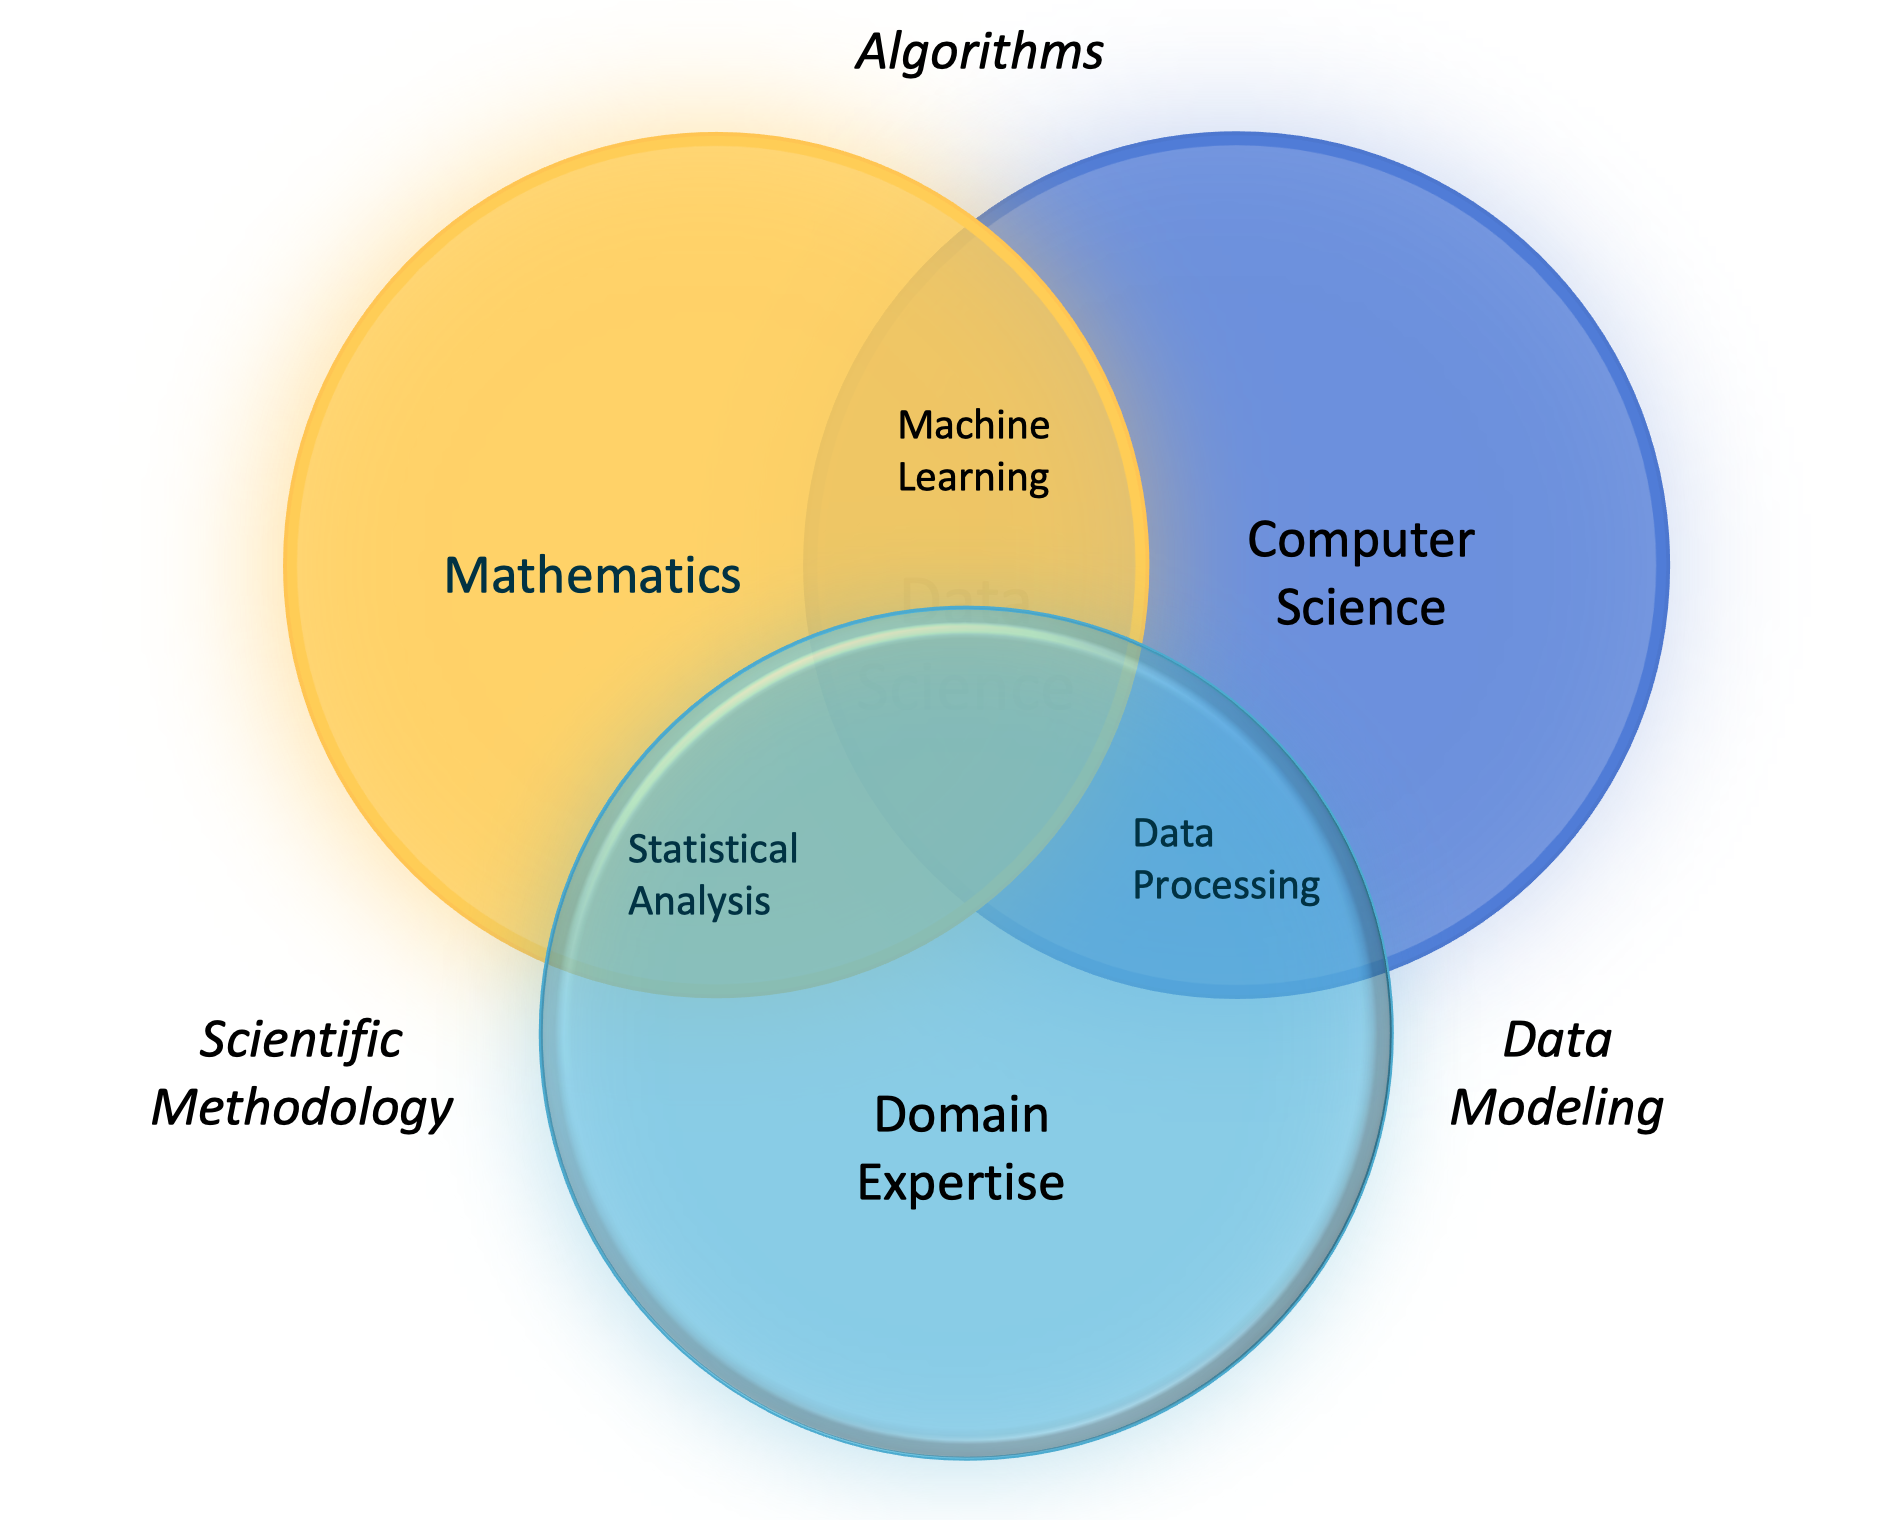 Algorithms
Machine
Learning
Mathematics
Computer
Science
Data
Science
Statistical
Analysis
Data
Processing
Scientific
Methodology
Data
Modeling
Domain
Expertise